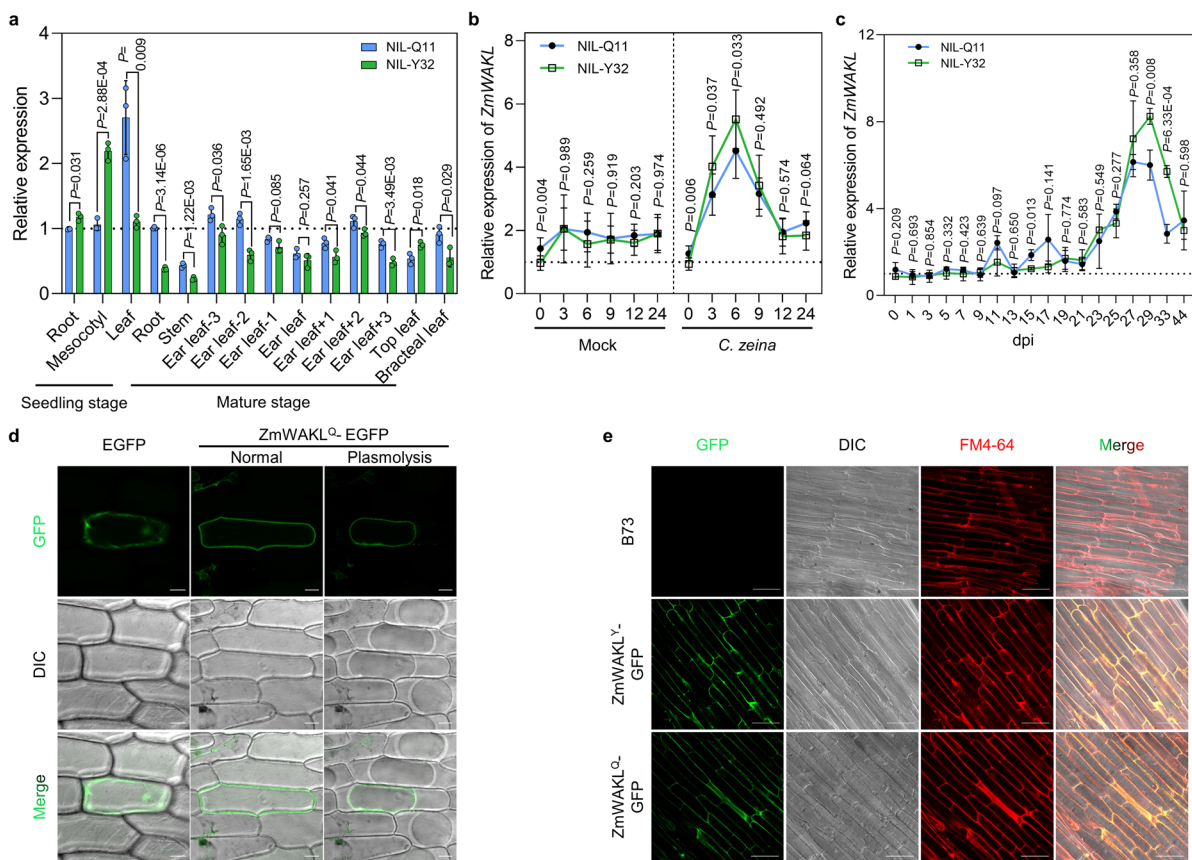 a
Relative expression
4
3
2
1
0
NIL-Q11
NIL-Y32
P=0.031
P=2.88E-04
P=
0.009
P=3.14E-06
P=1.22E-03
P=0.036
P=1.65E-03
P=0.085
P=0.257
P=0.041
P=0.044
P=3.49E-03
P=0.018
P=0.029
Root
Mesocotyl
Leaf
Root
Stem
Ear leaf-3
Ear leaf-2
Ear leaf-1
Ear leaf
Ear leaf+1
Ear leaf+2
Ear leaf+3
Top leaf
Bracteal leaf
Seedling stage
Mature stage
b
Relative expression of ZmWAKL
8
6
4
2
0
NIL-Q11
NIL-Y32
P=0.004
P=0.989
P=0.259
P=0.919
P=0.203
P=0.974
P=0.006
P=0.037
P=0.033
P=0.492
P=0.574
P=0.064
0 3 6 9 12 24 0 3 6 9 12 24
Mock
C. zeina
c
Relative expression of ZmWAKL
12
8
4
0
NIL-Q11
NIL-Y32
P=0.209
P=0.693
P=0.854
P=0.332
P=0.423
P=0.639
P=0.097
P=0.650
P=0.013
P=0.141
P=0.774
P=0.583
P=0.549
P=0.277
P=0.358
P=0.008
P=6.33E-04
P=0.598
0 1 3 5 7 9 11 13 15 17 19 21 23 25 27 29 33 44
dpi
d
EGFP
ZmWAKLQ- EGFP
Normal
Plasmolysis
GFP
DIC
Merge
e
GFP
DIC
FM4-64
Merge
B73
ZmWAKLY-
GFP
ZmWAKLQ-
GFP